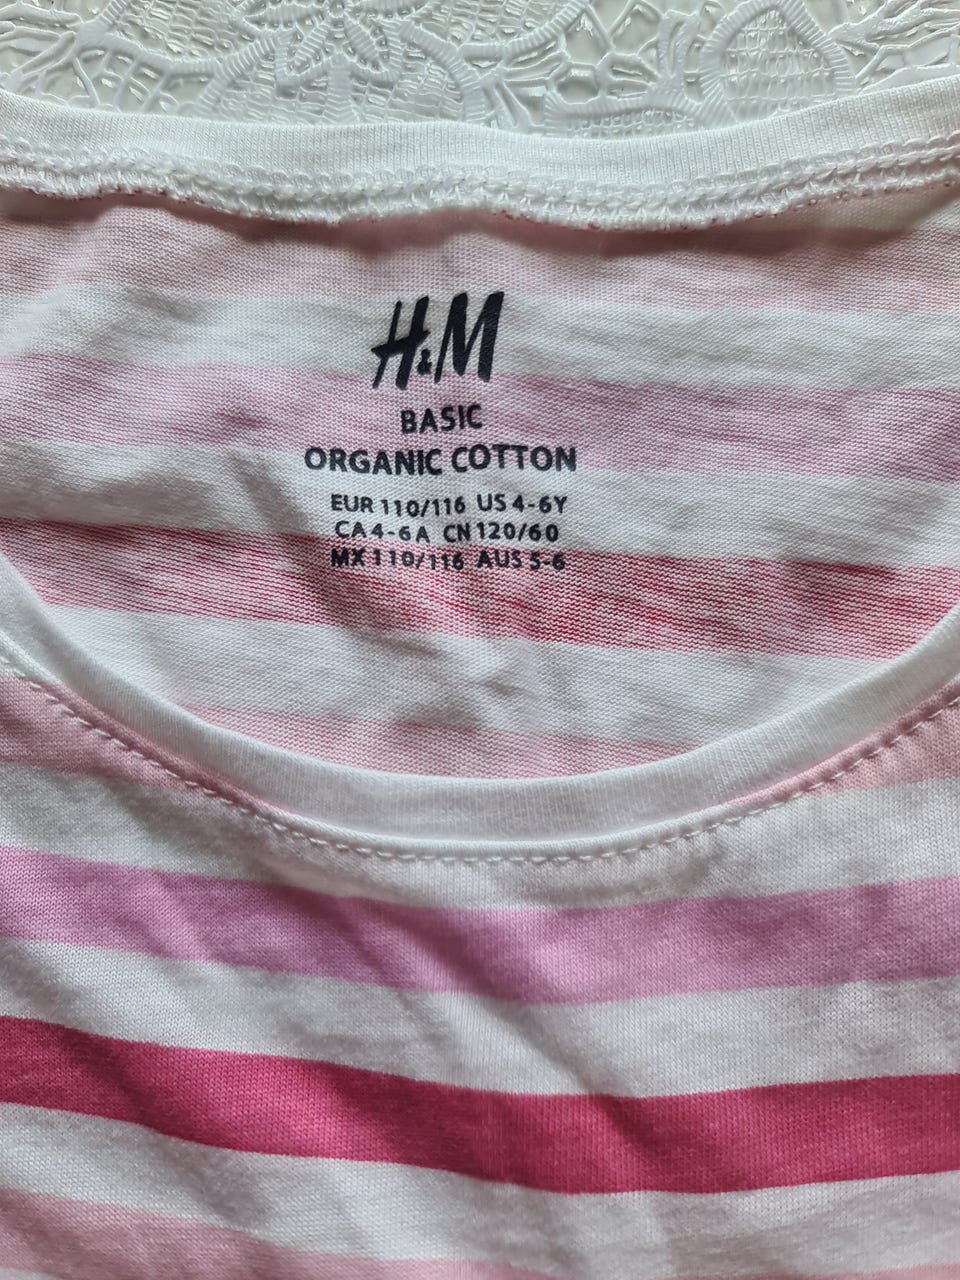 H&M
BASIC
ORGANIC COTTON
EUR 110/116 US 4-6Y
CA 4-6A CN 120/60
MX 110/116 AUS 5-6